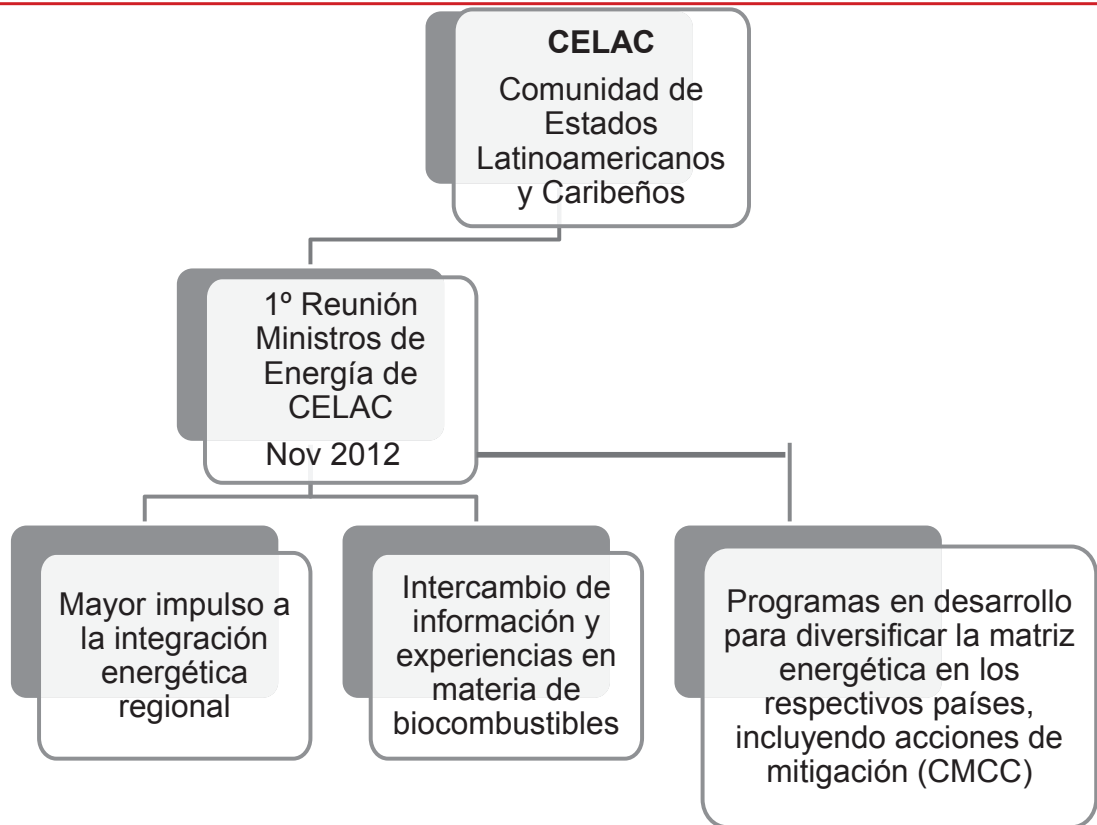 CELAC
Comunidad de
Estados
Latinoamericanos
y Caribeños
1º Reunión
Ministros de
Energía de
CELAC
Nov 2012
Mayor impulso a
la integración
energética
regional
Intercambio de
información y
experiencias en
materia de
biocombustibles
Programas en desarrollo
para diversificar la matriz
energética en los
respectivos países,
incluyendo acciones de
mitigación (CMCC)